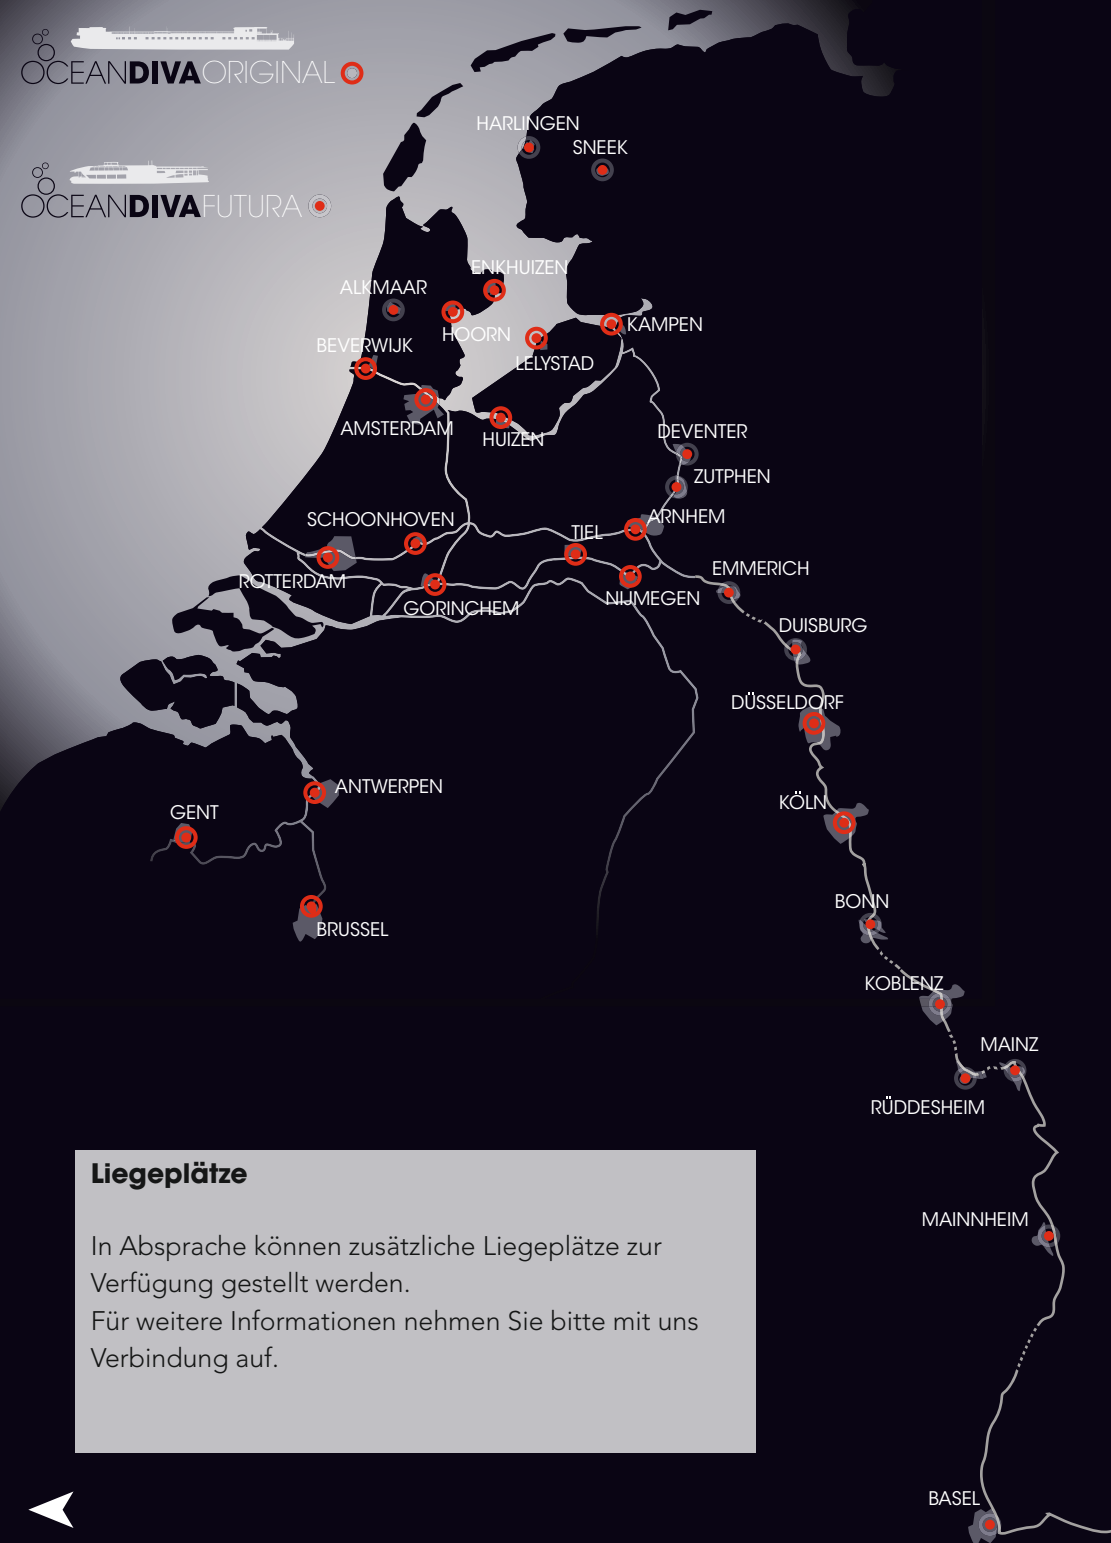 OCEANDIVAORIGINAL
OCEANDIVAFUTURA
HARLINGEN
SNEEK
ENKHUIZEN
ALKMAAR
HOORN
KAMPEN
BEVERWIJK
LELYSTAD
AMSTERDAM
HUIZEN
DEVENTER
ZUTPHEN
SCHOONHOVEN
ARNHEM
TIEL
EMMERICH
ROTTERDAM
NIJMEGEN
GORINCHEM
DUISBURG
DÜSSELDORF
ANTWERPEN
KÖLN
GENT
BONN
BRUSSEL
KOBLENZ
MAINZ
RÜDDESHEIM
Liegeplätze
MAINNHEIM
In Absprache können zusätzliche Liegeplätze zur
Verfügung gestellt werden.
Für weitere Informationen nehmen Sie bitte mit uns
Verbindung auf.
BASEL